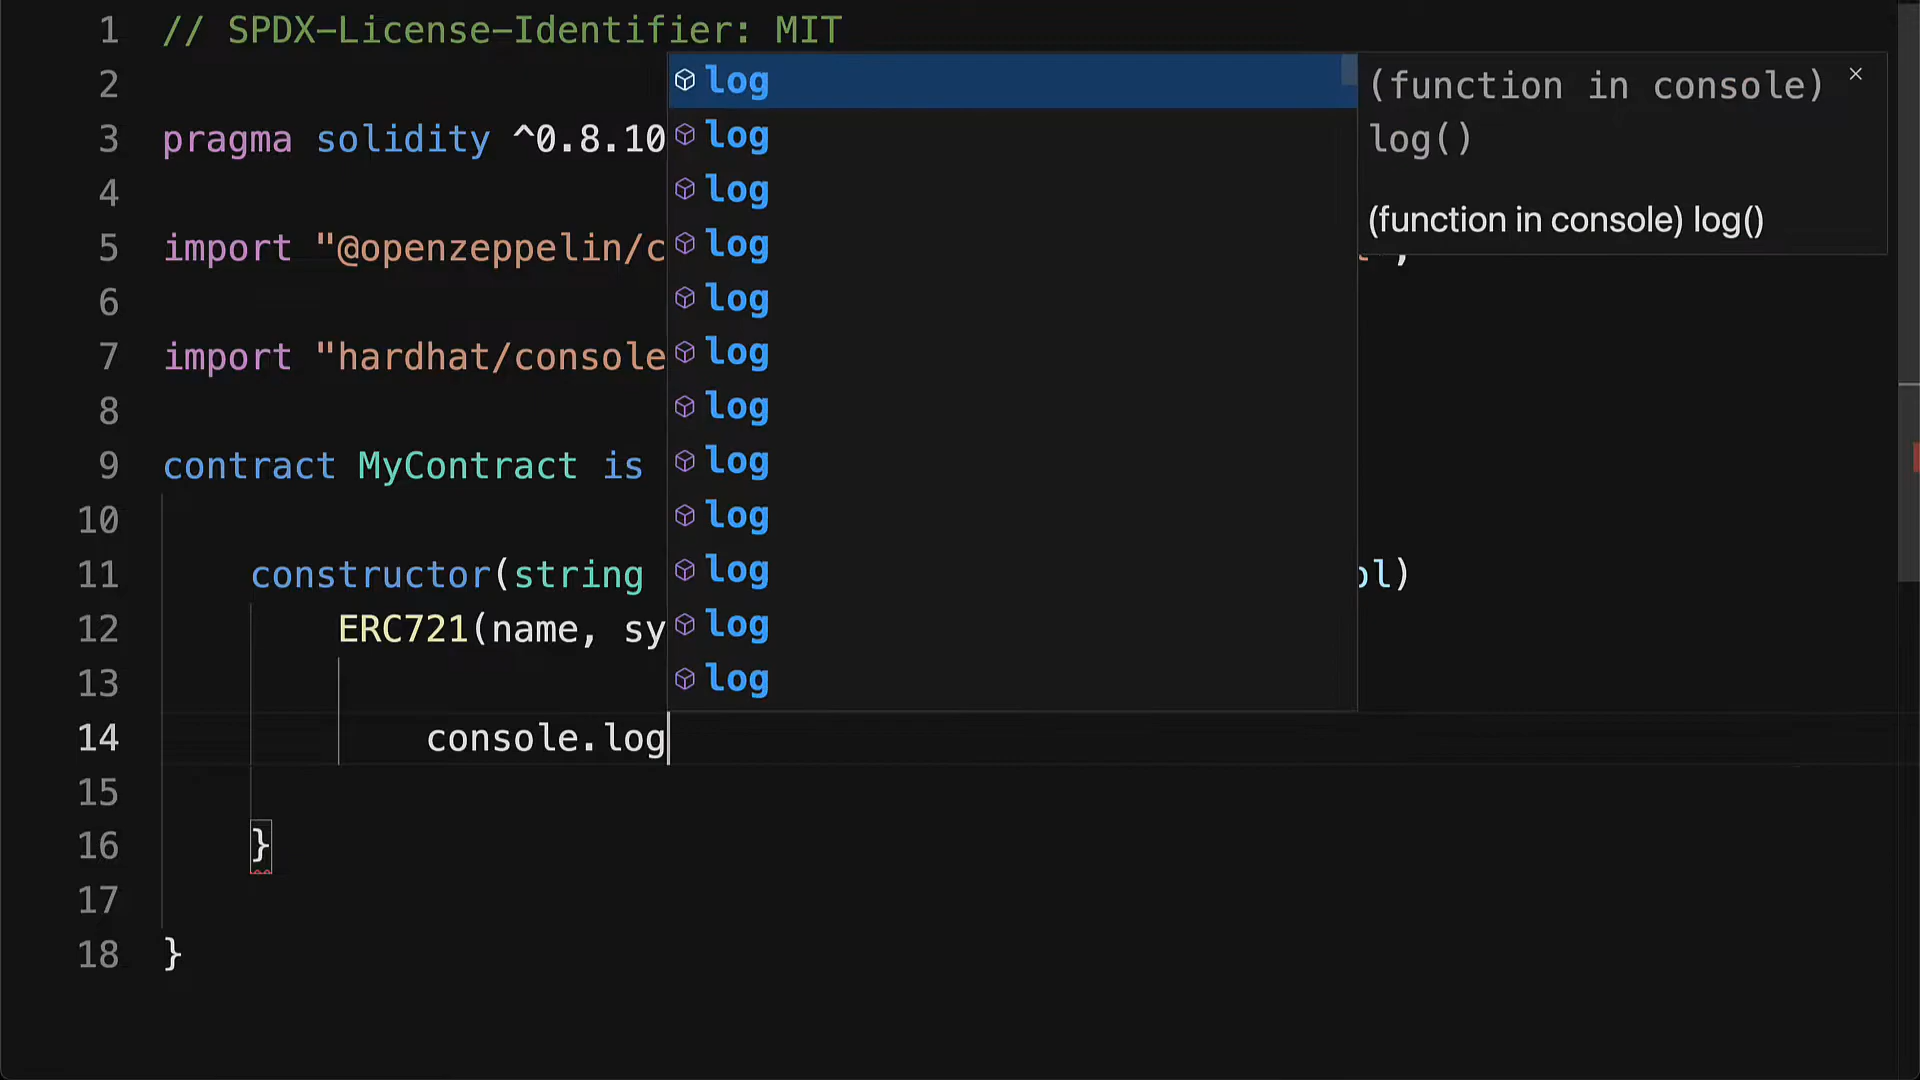 1 // SPDX-License-Identifier: MIT
2
3 pragma solidity ^0.8.10
4
5 import "@openzeppelin/c
6
7 import "hardhat/console
8
9 contract MyContract is
10
11 constructor(string ol)
12 ERC721(name, sy
13
14 console.log
15
16 }
17
18 }
log
log
log
log
log
log
log
log
log
log
log
log
(function in console) ×
log()
(function in console) log()